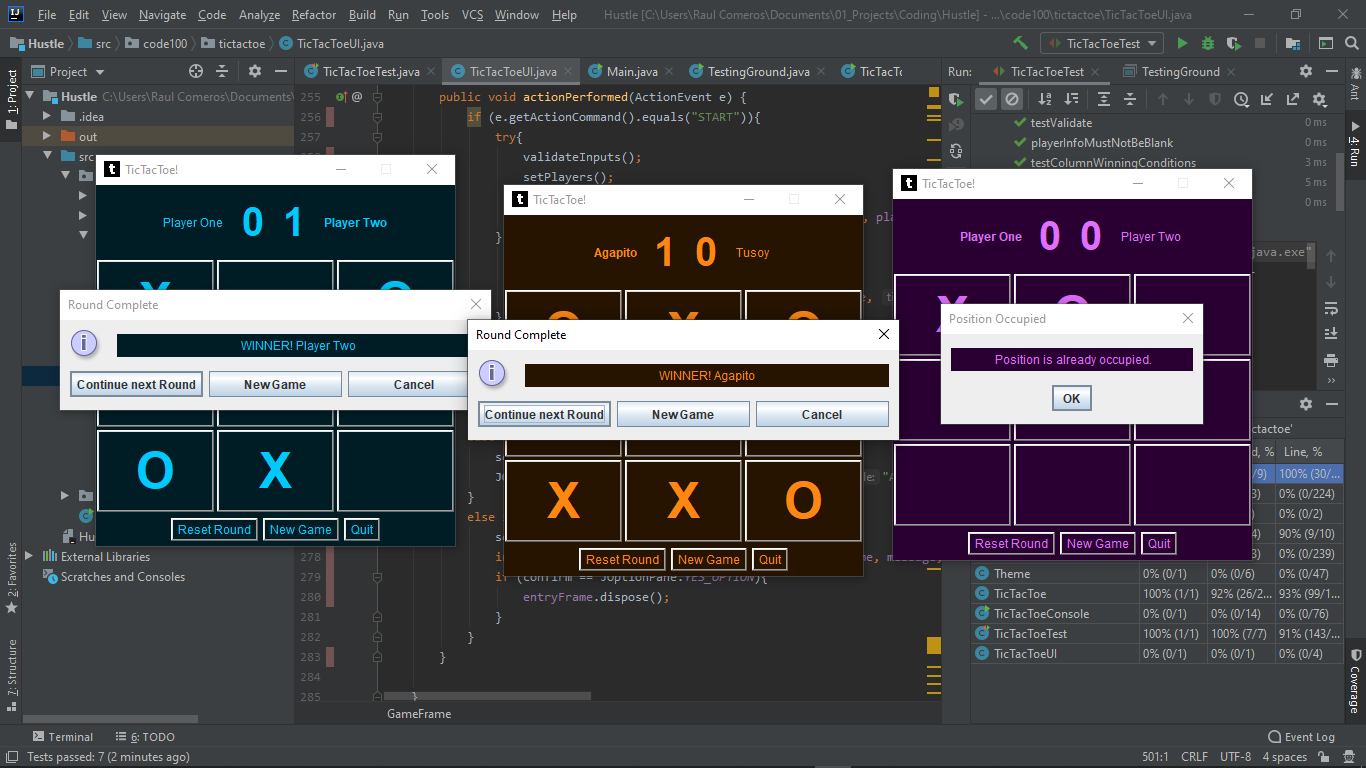 File Edit View Navigate Code Analyze Refactor Build Run Tools VCS Window Help Hustle [C:\Users\Raul Comeros\Documents\01_Projects\Coding\Hustle] - ...\code100\tictactoe\TicTacToeUI.java
Hustle src code100 tictactoe TicTacToeUI.java TicTacToeTest
1: Project
Project
TicTacToeTest.java TicTacToeUI.java Main.java TestingGround.java TicTacTo
Run: TicTacToeTest TestingGround
Ant
Hustle C:\Users\Raul Comeros\Documents\
.idea
out
src
255 public void actionPerformed(ActionEvent e) {
256 if (e.getActionCommand().equals("START")){
try{
validateInputs();
setPlayers();
testValidate 0 ms
playerInfoMustNotBeBlank 0 ms
testColumnWinningConditions 3 ms
5 ms
0 ms
4: Run
java.exe"
TicTacToe!
Player One 0 1 Player Two
O X
Reset Round New Game Quit
Round Complete
WINNER! Player Two
Continue next Round New Game Cancel
TicTacToe!
Agapito 1 0 Tusoy
X X O
Reset Round New Game Quit
Round Complete
WINNER! Agapito
Continue next Round New Game Cancel
TicTacToe!
Player One 0 0 Player Two
Reset Round New Game Quit
Position Occupied
Position is already occupied.
OK
}
else
278
279 if (confirm == JOptionPane.YES_OPTION){
280 entryFrame.dispose();
281 }
282 }
283 }
284
285 }
GameFrame
External Libraries
Scratches and Consoles
2: Favorites
7: Structure
ctactoe'
d, % Line, %
/9) 100% (30/...
3) 0% (0/224)
0% (0/2)
4) 90% (9/10)
3) 0% (0/239)
Theme 0% (0/1) 0% (0/6) 0% (0/47)
TicTacToe 100% (1/1) 92% (26/2... 93% (99/1...
TicTacToeConsole 0% (0/1) 0% (0/14) 0% (0/76)
TicTacToeTest 100% (1/1) 100% (7/7) 91% (143/...
TicTacToeUI 0% (0/1) 0% (0/1) 0% (0/4)
Coverage
Terminal 6: TODO Event Log
Tests passed: 7 (2 minutes ago) 501:1 CRLF UTF-8 4 spaces